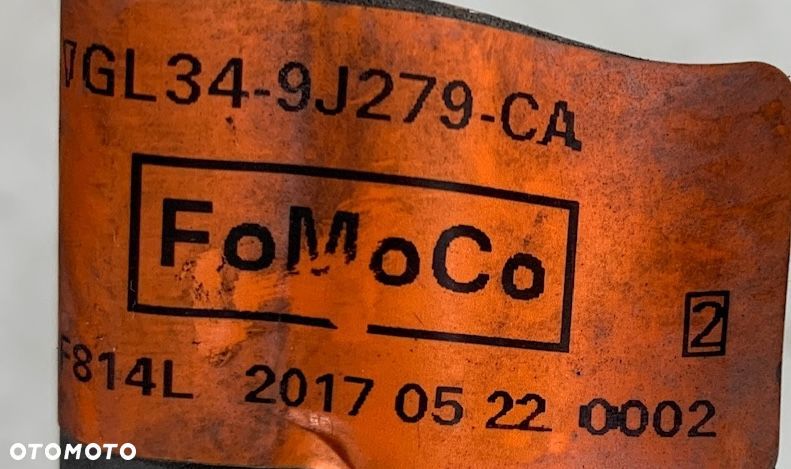 GL34-9J279-CA
FoMoCo
2
F814L 2017 05 22 0002
OTOMOTO